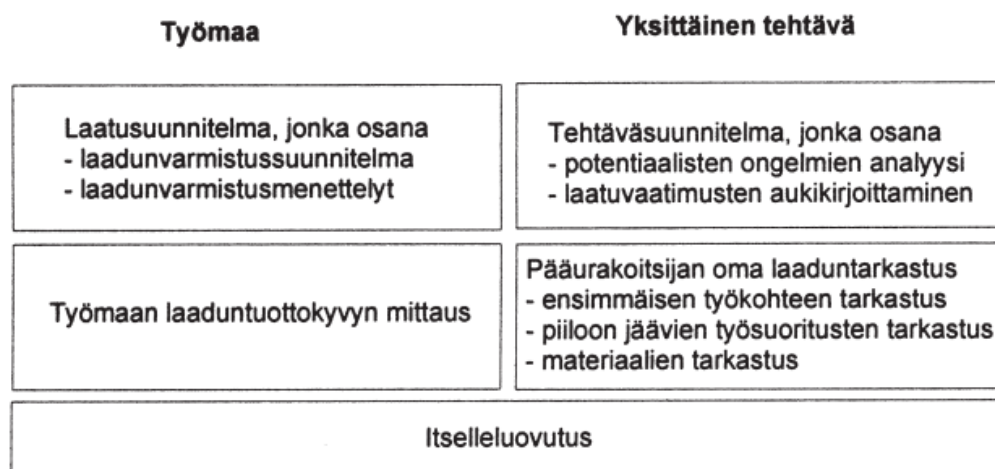 Työmaa
Yksittäinen tehtävä
Laatusuunnitelma, jonka osana
- laadunvarmistussuunnitelma
- laadunvarmistusmenettelyt
Tehtäväsuunnitelma, jonka osana
- potentiaalisten ongelmien analyysi
- laatuvaatimusten aukikirjoittaminen
Työmaan laaduntuottokyvyn mittaus
Pääurakoitsijan oma laaduntarkastus
- ensimmäisen työkohteen tarkastus
- piiloon jäävien työsuoritusten tarkastus
- materiaalien tarkastus
Itselleluovutus